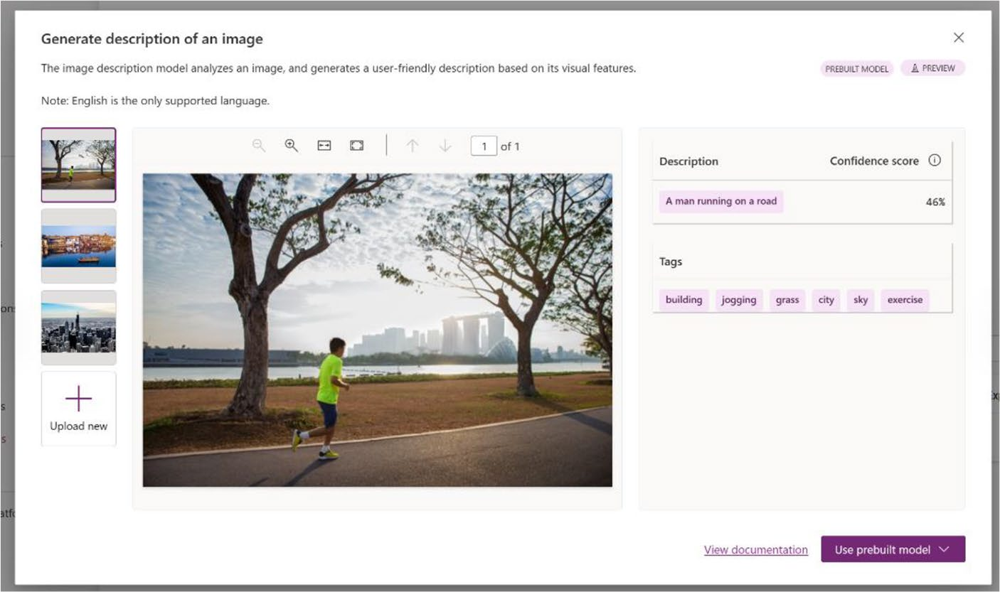 Generate description of an image
The image description model analyzes an image, and generates a user-friendly description based on its visual features.
PREBUILT MODEL
PREVIEW
Note: English is the only supported language.
1 of 1
Upload new
Description Confidence score
A man running on a road 46%
Tags
building jogging grass city sky exercise
View documentation
Use prebuilt model